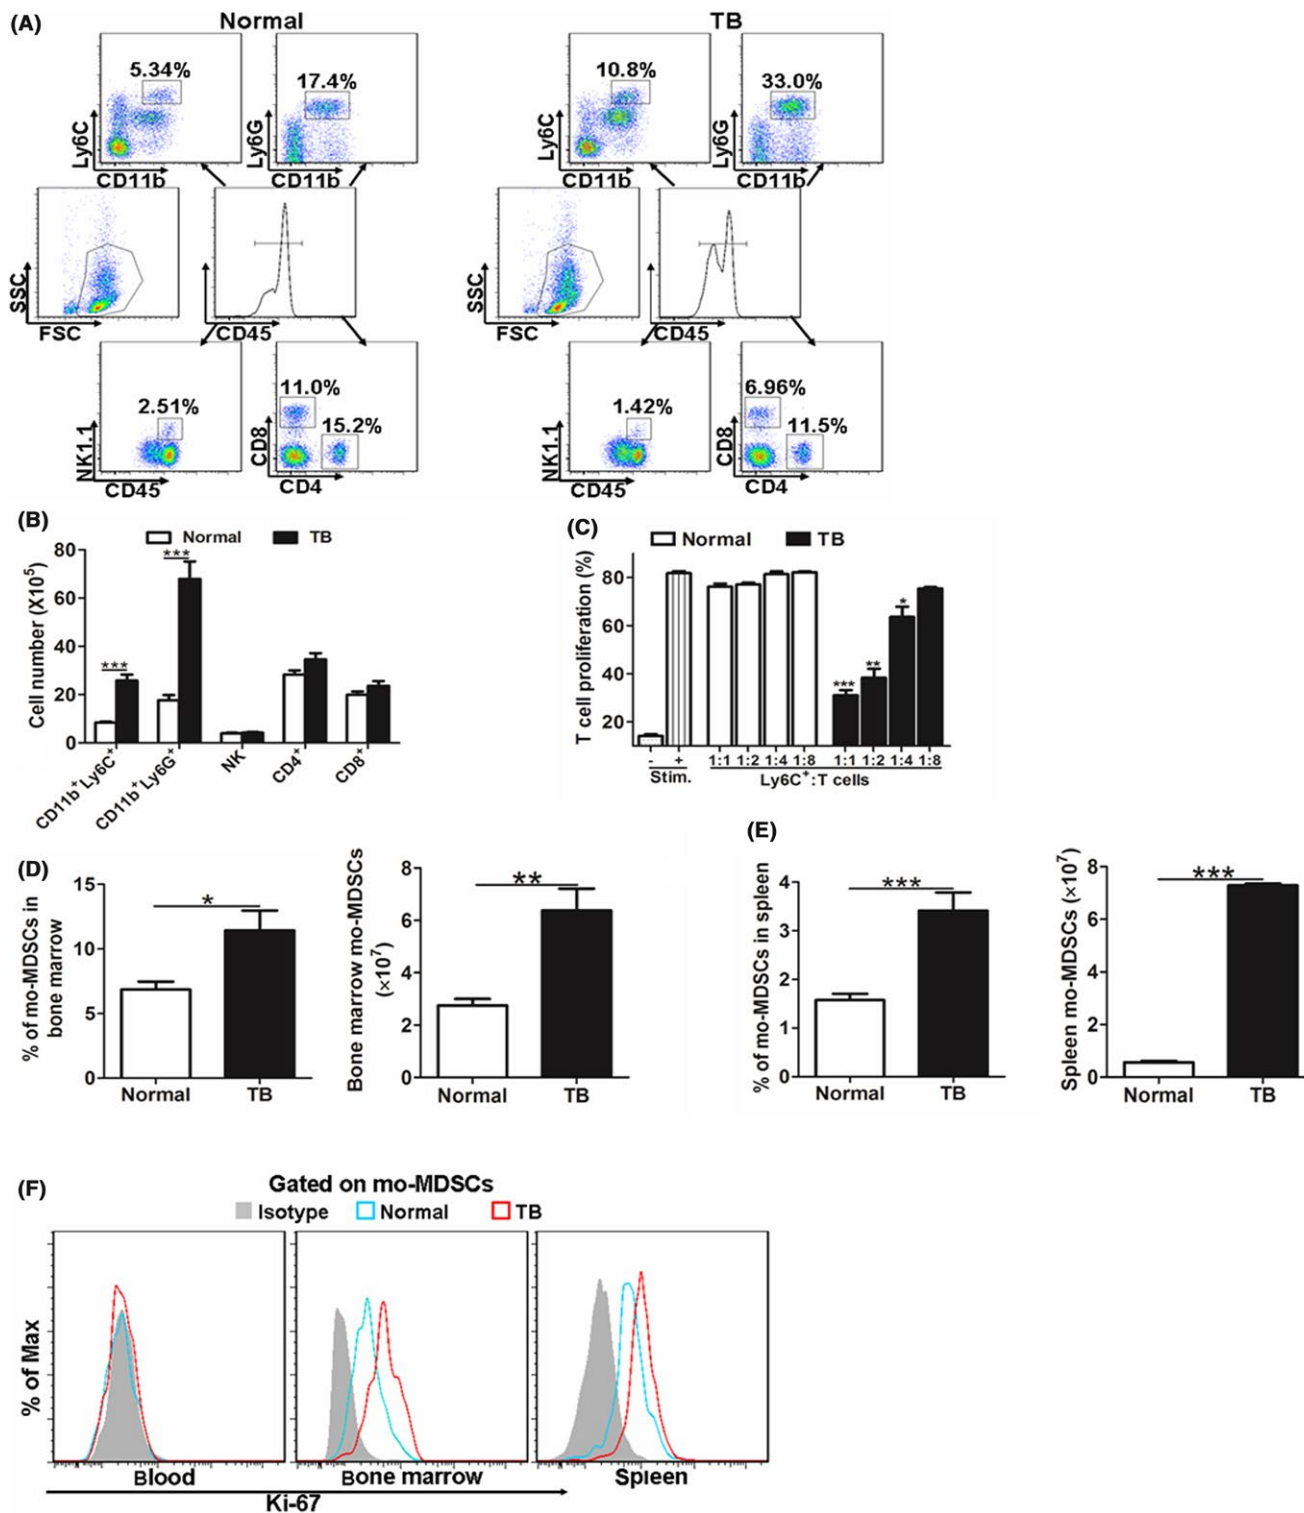 (A)
Normal
TB
5.34%
17.4%
10.8%
33.0%
Ly6C
Ly6G
Ly6C
Ly6G
CD11b
CD11b
CD11b
CD11b
SSC
SSC
FSC
CD45
FSC
CD45
2.51%
11.0%
15.2%
1.42%
6.96%
11.5%
NK1.1
CD8
NK1.1
CD8
CD45
CD4
CD45
CD4
(B)
Normal TB
Cell number (X10⁵)
80
60
40
20
0
***
***
CD11b⁺Ly6C⁺
CD11b⁺Ly6G⁺
NK
CD4⁺
CD8⁺
(C)
Normal TB
T cell proliferation (%)
80
60
40
20
***
**
*
- + 1:1 1:2 1:4 1:8 1:1 1:2 1:4 1:8
Stim. Ly6C⁺:T cells
(D)
% of mo-MDSCs in
bone marrow
15
10
5
0
*
Normal TB
Bone marrow mo-MDSCs
(×10⁷)
8
6
4
2
0
**
Normal TB
(E)
% of mo-MDSCs in spleen
4
3
2
1
0
***
Normal TB
Spleen mo-MDSCs (×10⁷)
8
6
4
2
0
***
Normal TB
(F)
Gated on mo-MDSCs
Isotype Normal TB
% of Max
Blood Bone marrow Spleen
Ki-67